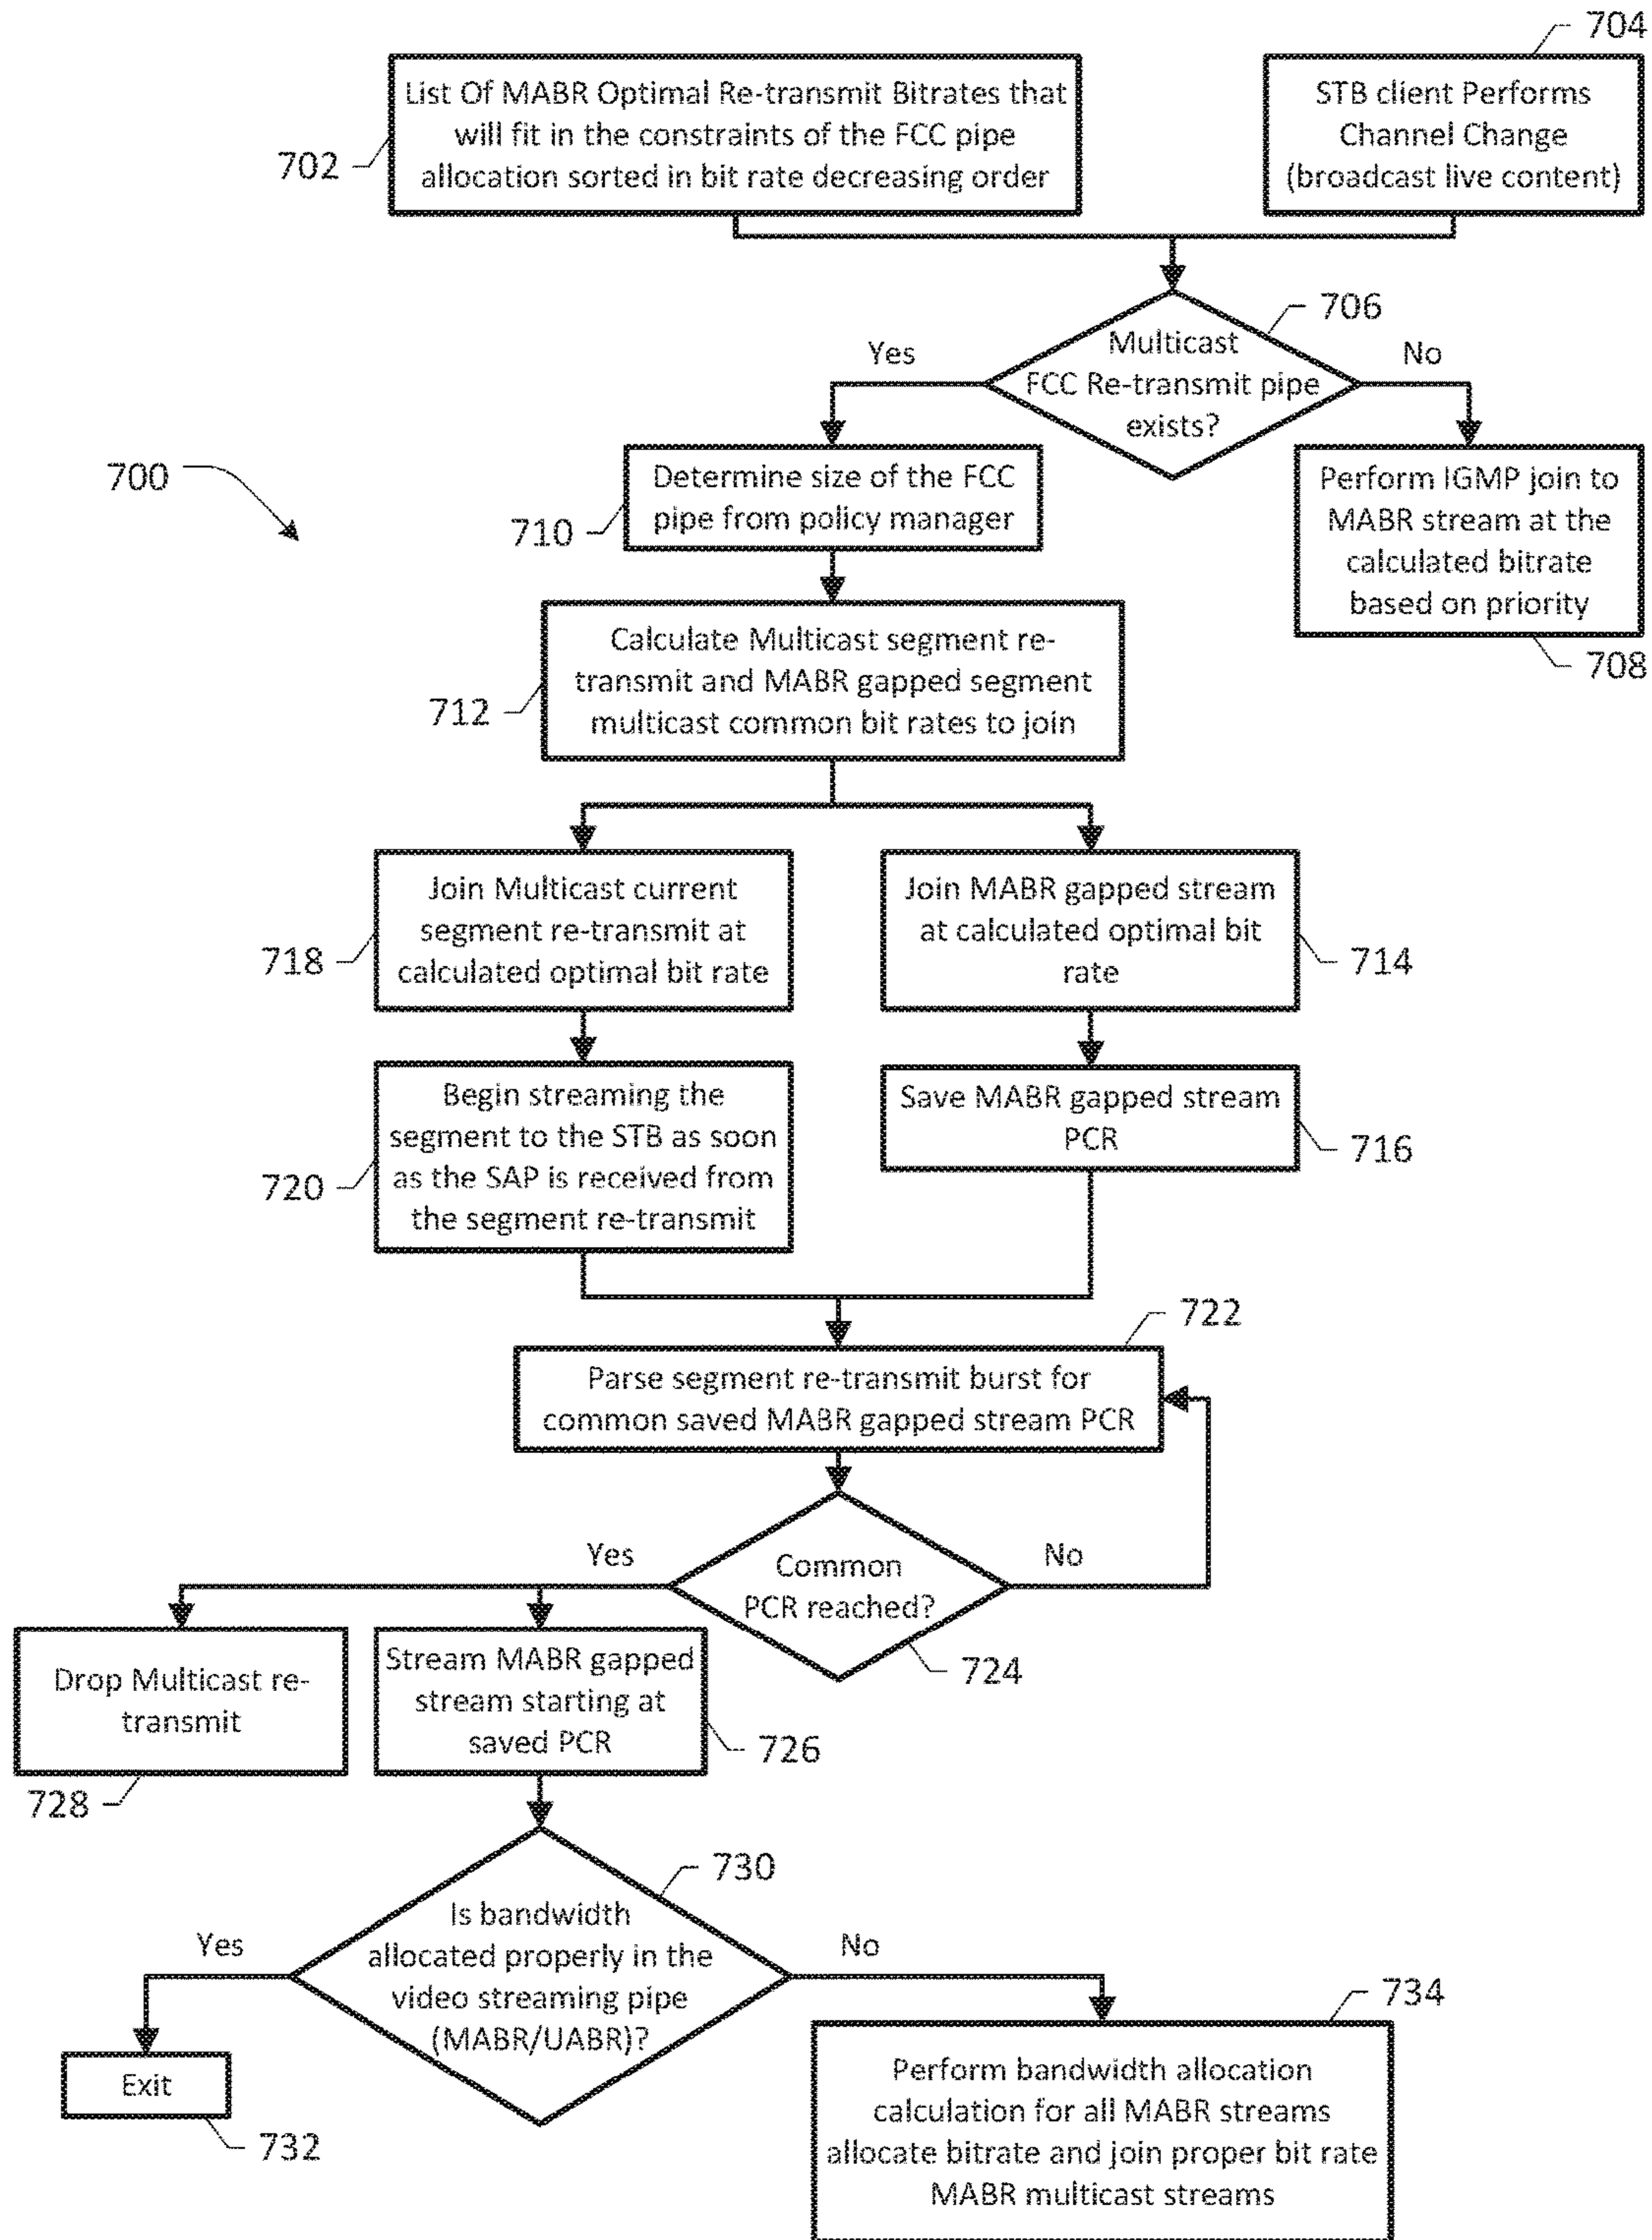 704
List Of MABR Optimal Re-transmit Bitrates that
will fit in the constraints of the FCC pipe
allocation sorted in bit rate decreasing order
702
STB client Performs
Channel Change
(broadcast live content)
706
Multicast
FCC Re-transmit pipe
exists?
Yes
No
700
Determine size of the FCC
pipe from policy manager
710
Perform IGMP join to
MABR stream at the
calculated bitrate
based on priority
708
Calculate Multicast segment re-
transmit and MABR gapped segment
multicast common bit rates to join
712
Join Multicast current
segment re-transmit at
calculated optimal bit rate
718
Join MABR gapped stream
at calculated optimal bit
rate
714
Begin streaming the
segment to the STB as soon
as the SAP is received from
the segment re-transmit
720
Save MABR gapped stream
PCR
716
722
Parse segment re-transmit burst for
common saved MABR gapped stream PCR
Yes
Common
PCR reached?
No
724
Drop Multicast re-
transmit
728
Stream MABR gapped
stream starting at
saved PCR
726
730
Is bandwidth
allocated properly in the
video streaming pipe
(MABR/UABR)?
Yes
No
Exit
732
734
Perform bandwidth allocation
calculation for all MABR streams
allocate bitrate and join proper bit rate
MABR multicast streams